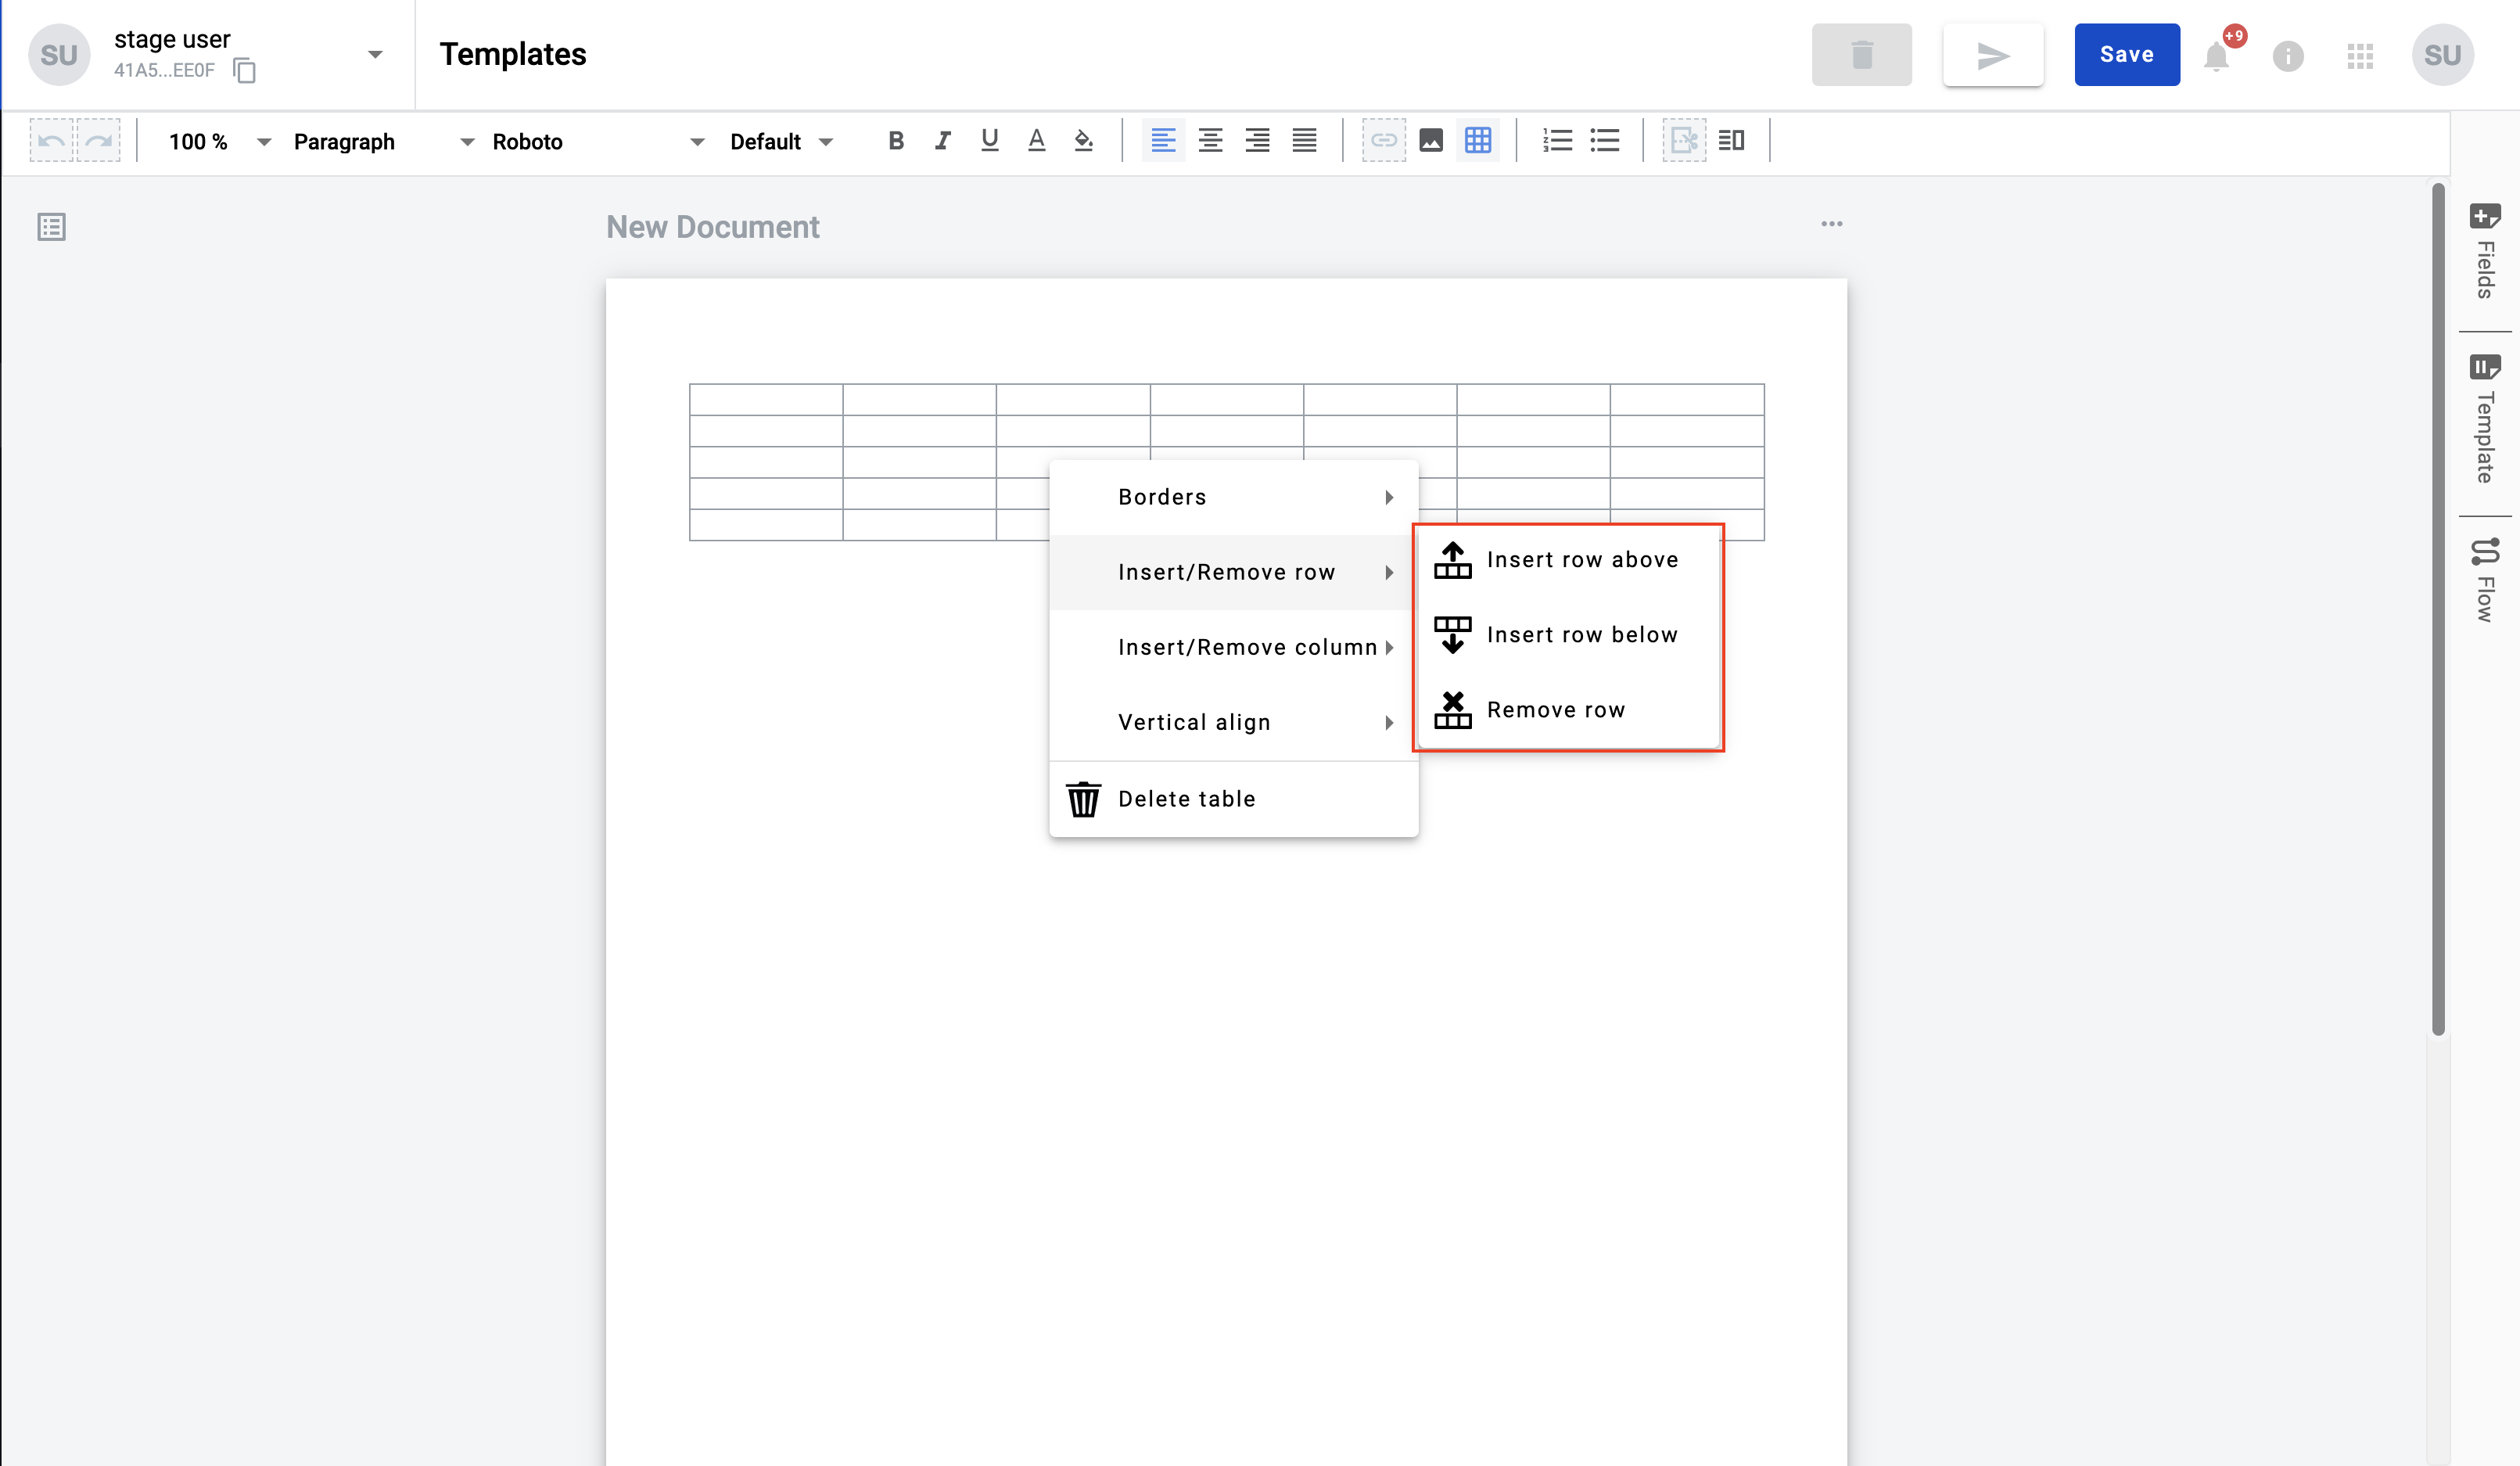 SU
stage user
41A5...EE0F
Templates
Save
+9
SU
100 %
Paragraph
Roboto
Default
New Document
Fields
Template
Flow
Borders
Insert/Remove row
Insert/Remove column
Vertical align
Delete table
Insert row above
Insert row below
Remove row